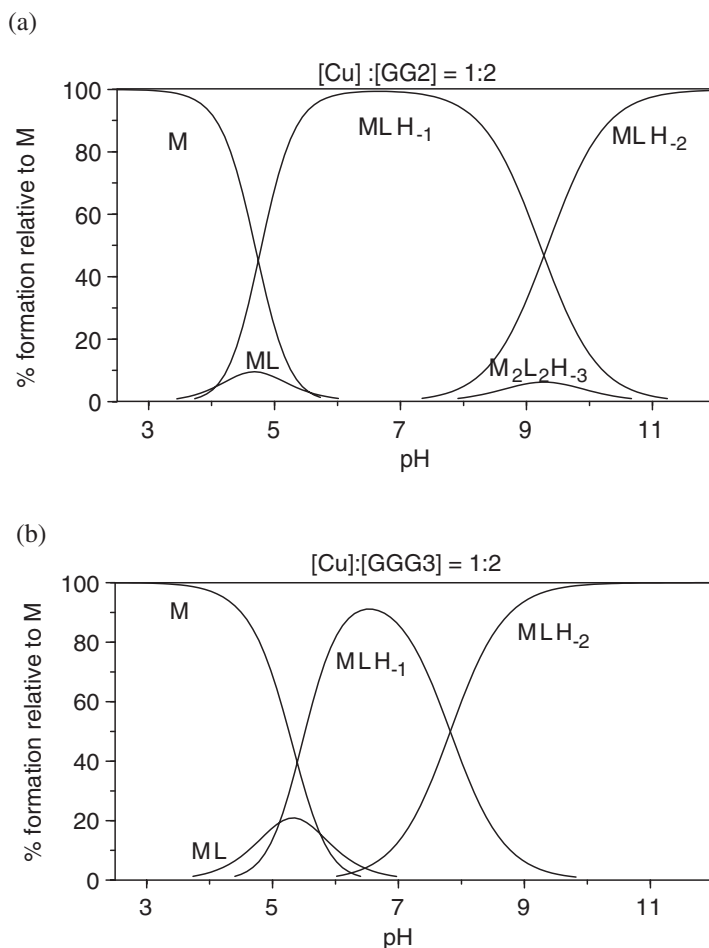 (a)
[Cu] :[GG2] = 1:2
100
80
60
40
20
0
% formation relative to M
M
MLH-1
MLH-2
ML
M2L2H-3
3 5 7 9 11
pH
(b)
[Cu]:[GGG3] = 1:2
100
80
60
40
20
0
% formation relative to M
M
MLH-1
MLH-2
ML
3 5 7 9 11
pH